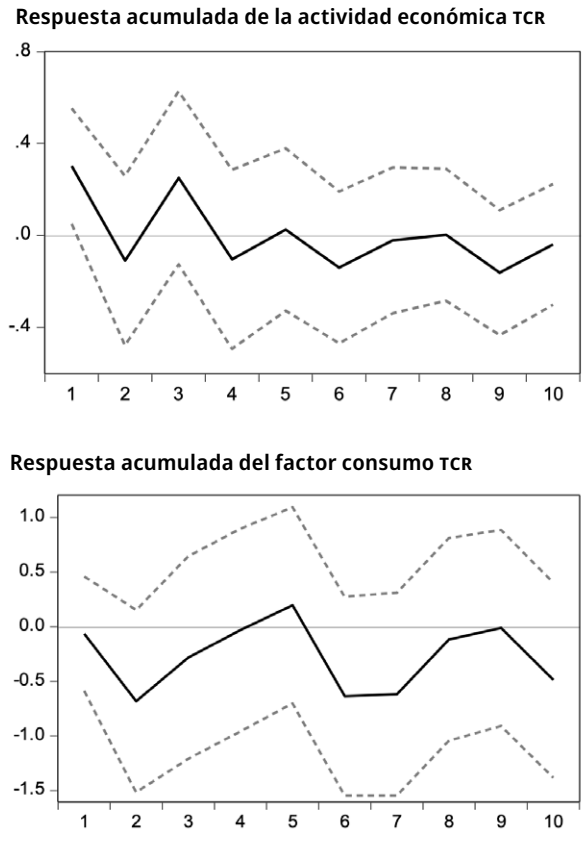 Respuesta acumulada de la actividad económica TCR
.8
.4
.0
-.4
1 2 3 4 5 6 7 8 9 10
Respuesta acumulada del factor consumo TCR
1.0
0.5
0.0
-0.5
-1.0
-1.5
1 2 3 4 5 6 7 8 9 10